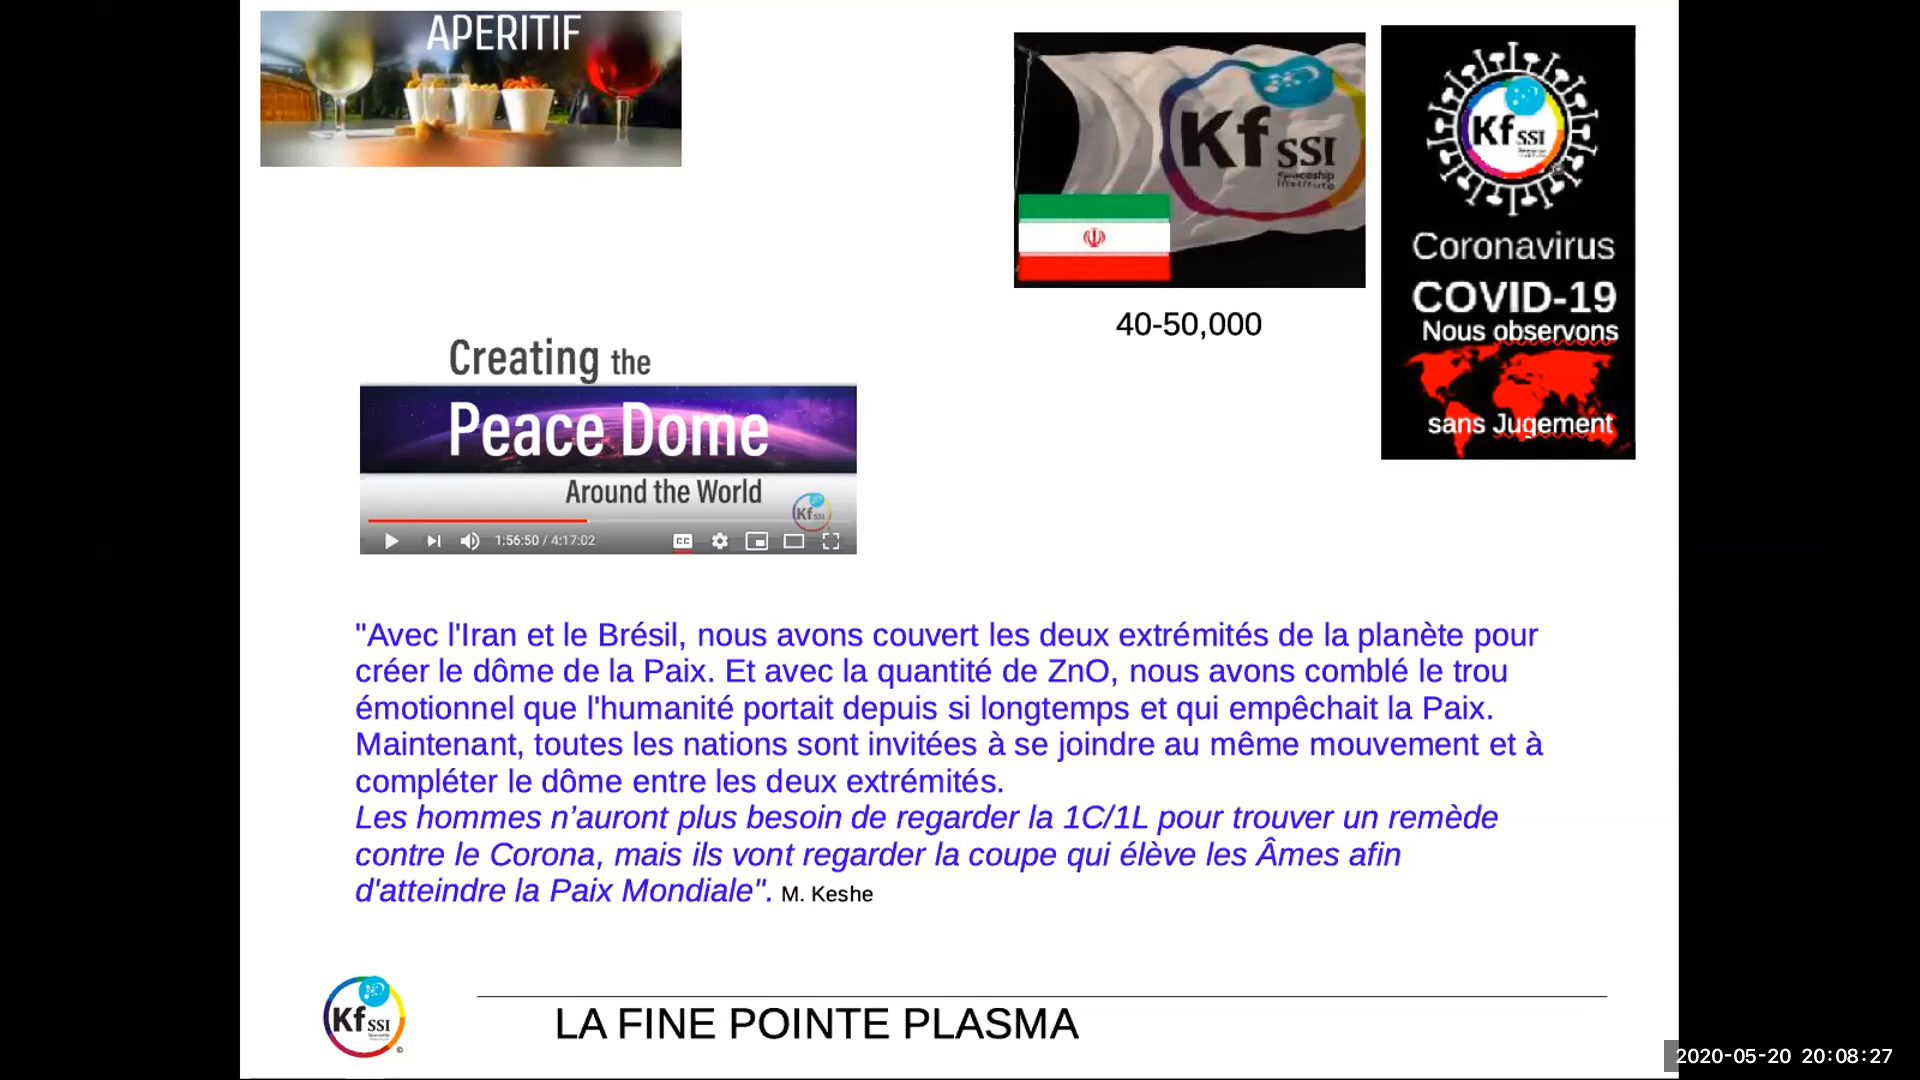 APERITIF
Kf SSI
Spaceship
Institute
40-50,000
Kf SSI
Coronavirus
COVID-19
Nous observons
sans Jugement
Creating the
Peace Dome
Around the World
Kf SSI
1:56:50 / 4:17:02
CC
"Avec l'Iran et le Brésil, nous avons couvert les deux extrémités de la planète pour
créer le dôme de la Paix. Et avec la quantité de ZnO, nous avons comblé le trou
émotionnel que l'humanité portait depuis si longtemps et qui empêchait la Paix.
Maintenant, toutes les nations sont invitées à se joindre au même mouvement et à
compléter le dôme entre les deux extrémités.
Les hommes n’auront plus besoin de regarder la 1C/1L pour trouver un remède
contre le Corona, mais ils vont regarder la coupe qui élève les Âmes afin
d'atteindre la Paix Mondiale". M. Keshe
Kf SSI
©
LA FINE POINTE PLASMA
2020-05-20 20:08:27